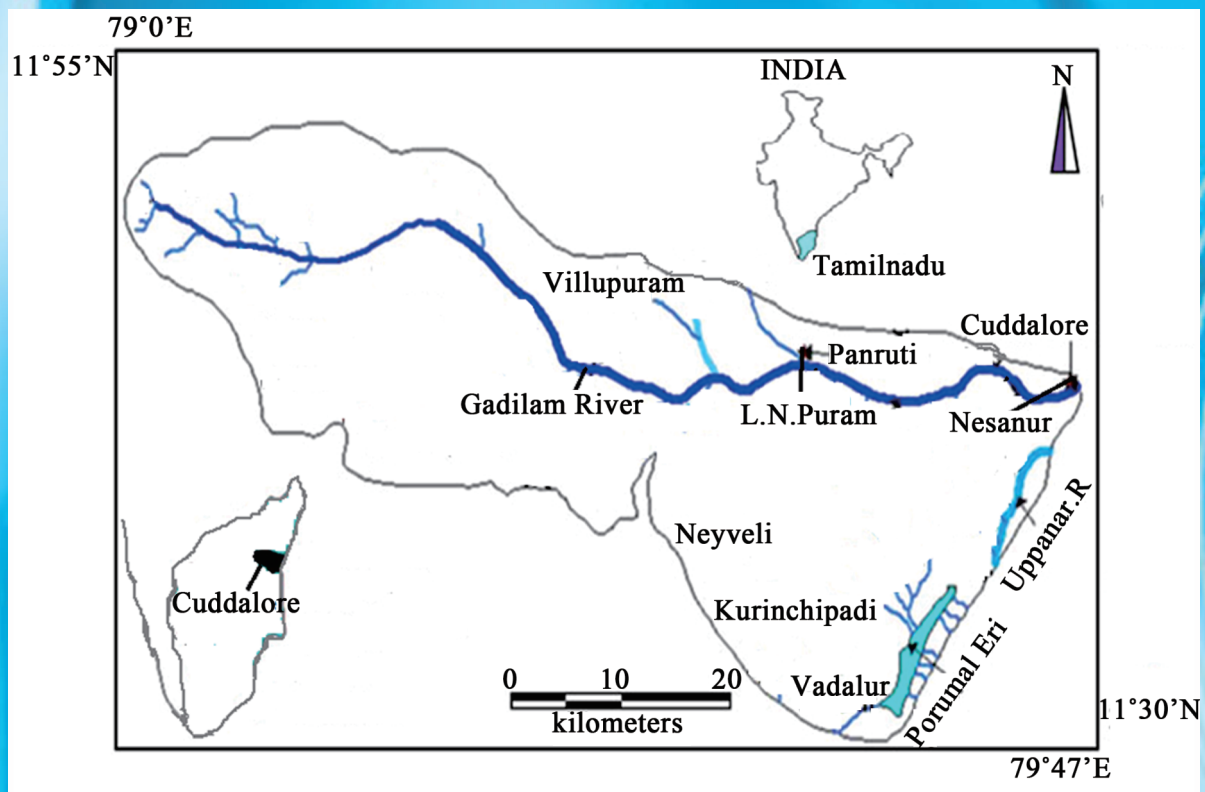 79°0’E
11°55’N
INDIA
N
Tamilnadu
Villupuram
Cuddalore
Panruti
Gadilam River
L.N.Puram
Nesanur
Neyveli
Uppanar.R
Cuddalore
Kurinchipadi
Porumal Eri
Vadalur
0 10 20
kilometers
11°30’N
79°47’E